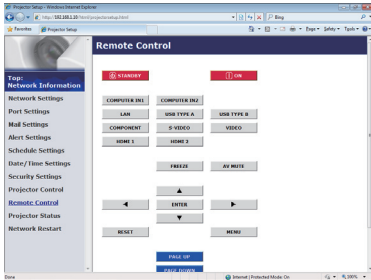 Projector Setup - Windows Internet Explorer
http://192.168.1.10/html/projectorsetup.html
Bing
Favorites
Projector Setup
Page
Safety
Tools
Remote Control
Top:
Network Information
Network Settings
Port Settings
Mail Settings
Alert Settings
Schedule Settings
Date/Time Settings
Security Settings
Projector Control
Remote Control
Projector Status
Network Restart
STANDBY
ON
COMPUTER IN1
COMPUTER IN2
LAN
USB TYPE A
USB TYPE B
COMPONENT
S-VIDEO
VIDEO
HDMI 1
HDMI 2
FREEZE
AV MUTE
ENTER
RESET
MENU
PAGE UP
PAGE DOWN
Done
Internet | Protected Mode: On
100%